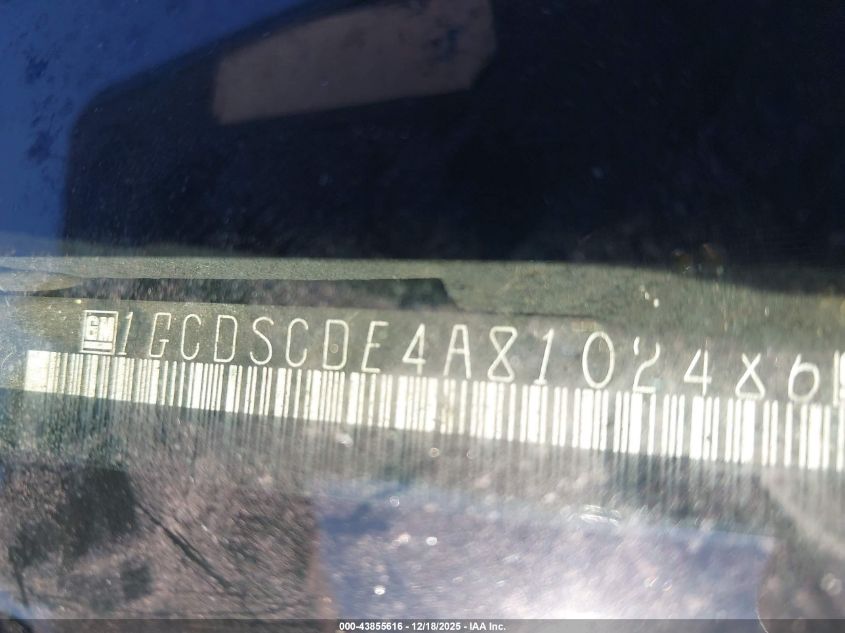 GM 1GCDSCDE4A8102486
000-43855616 - 12/18/2025 - IAA Inc.